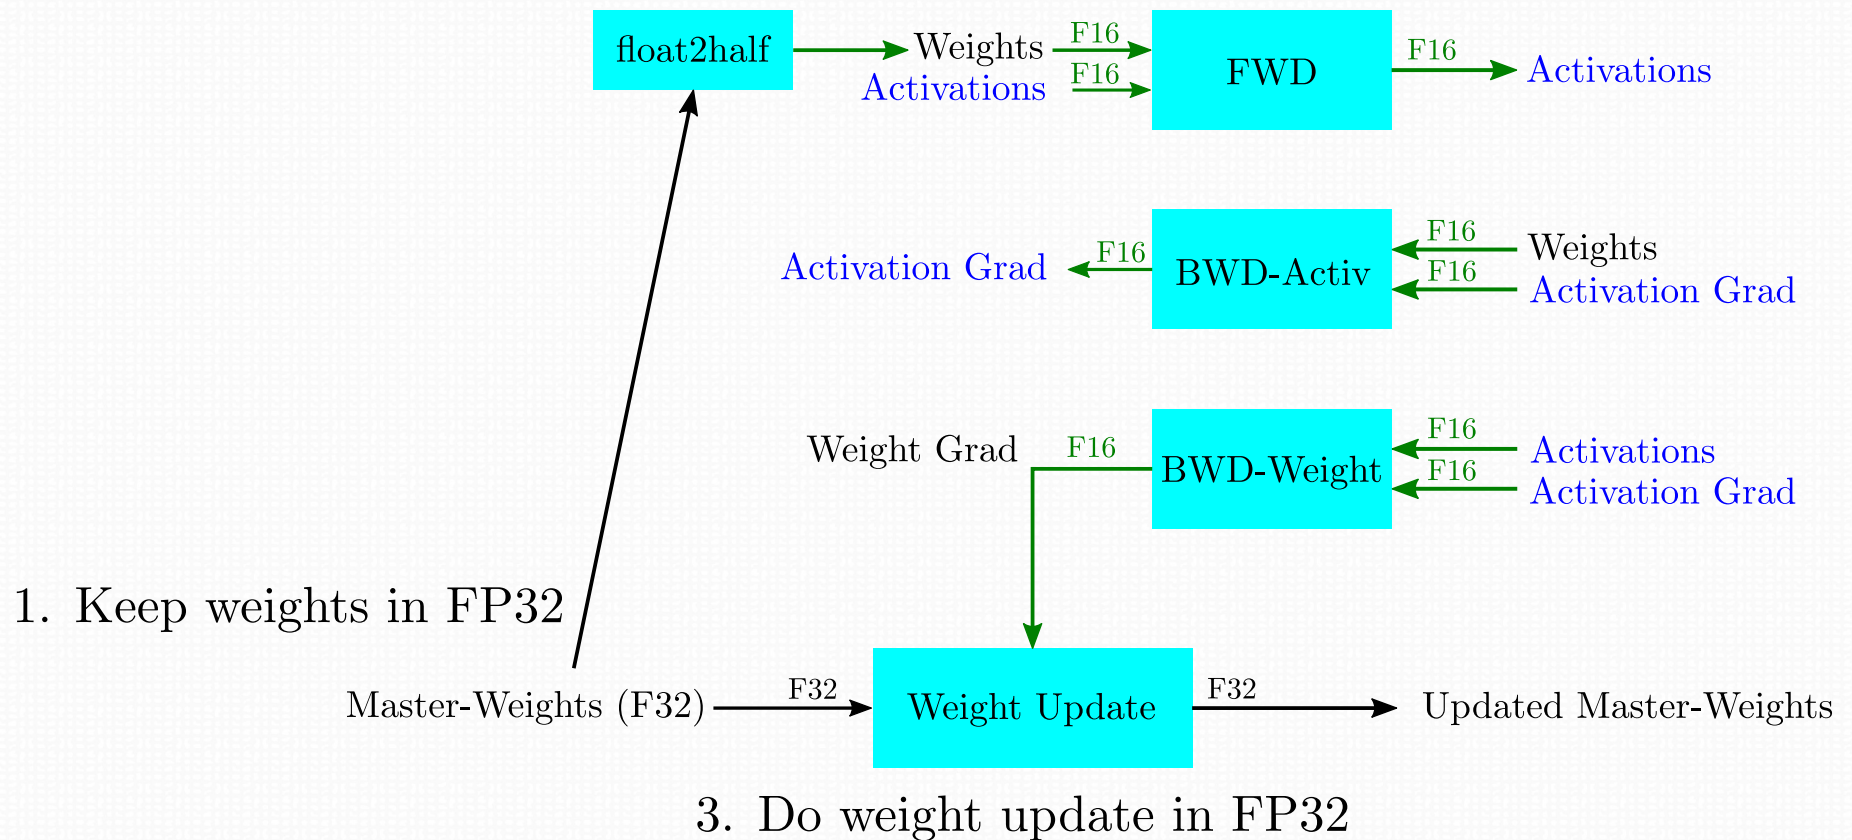 float2half
Weights
F16
Activations
F16
FWD
F16
Activations
Activation Grad
F16
BWD-Activ
F16
Weights
F16
Activation Grad
Weight Grad
F16
BWD-Weight
F16
Activations
F16
Activation Grad
1. Keep weights in FP32
Master-Weights (F32)
F32
Weight Update
F32
Updated Master-Weights
3. Do weight update in FP32